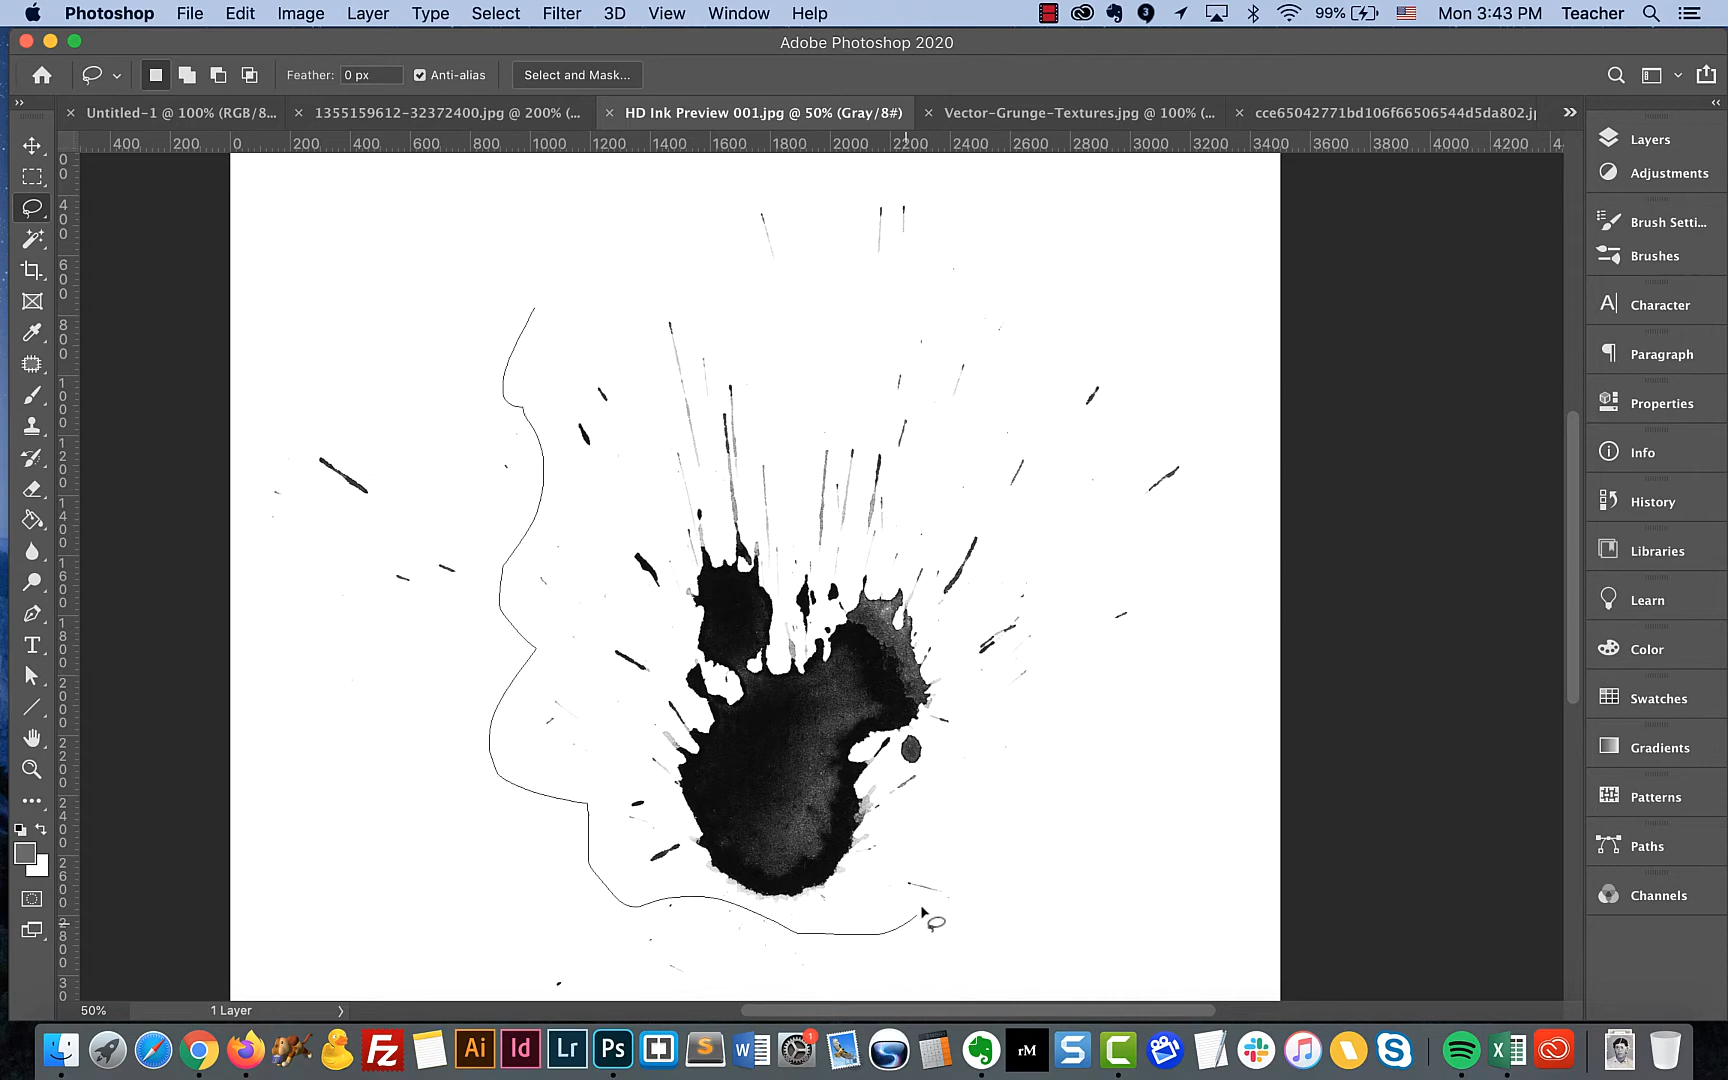 Photoshop File Edit Image Layer Type Select Filter 3D View Window Help 3 99% Mon 3:43 PM Teacher
Adobe Photoshop 2020
Feather: 0 px Anti-alias Select and Mask...
Untitled-1 @ 100% (RGB/8... 1355159612-32372400.jpg @ 200% (... HD Ink Preview 001.jpg @ 50% (Gray/8#) Vector-Grunge-Textures.jpg @ 100% (... cce65042771bd106f66506544d5da802.j
400 200 0 200 400 600 800 1000 1200 1400 1600 1800 2000 2200 2400 2600 2800 3000 3200 3400 3600 3800 4000 4200
Layers
Adjustments
Brush Setti...
Brushes
Character
Paragraph
Properties
Info
History
Libraries
Learn
Color
Swatches
Gradients
Patterns
Paths
Channels
50% 1 Layer
FZ Ai Id Lr Ps S W 1 rM S C X